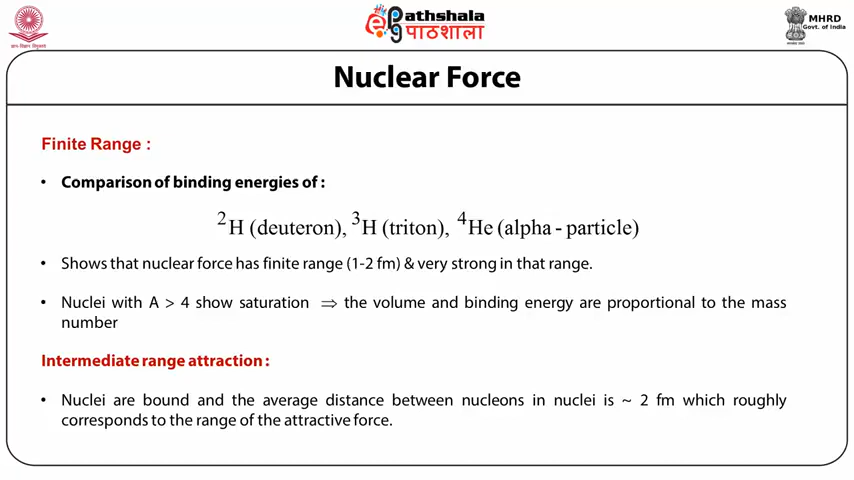 ePathshala
पाठशाला
MHRD
Govt. of India
Nuclear Force
Finite Range :
• Comparison of binding energies of :
²H (deuteron), ³H (triton), ⁴He (alpha - particle)
• Shows that nuclear force has finite range (1-2 fm) & very strong in that range.
• Nuclei with A > 4 show saturation ⇒ the volume and binding energy are proportional to the mass
number
Intermediate range attraction :
• Nuclei are bound and the average distance between nucleons in nuclei is ~ 2 fm which roughly
corresponds to the range of the attractive force.